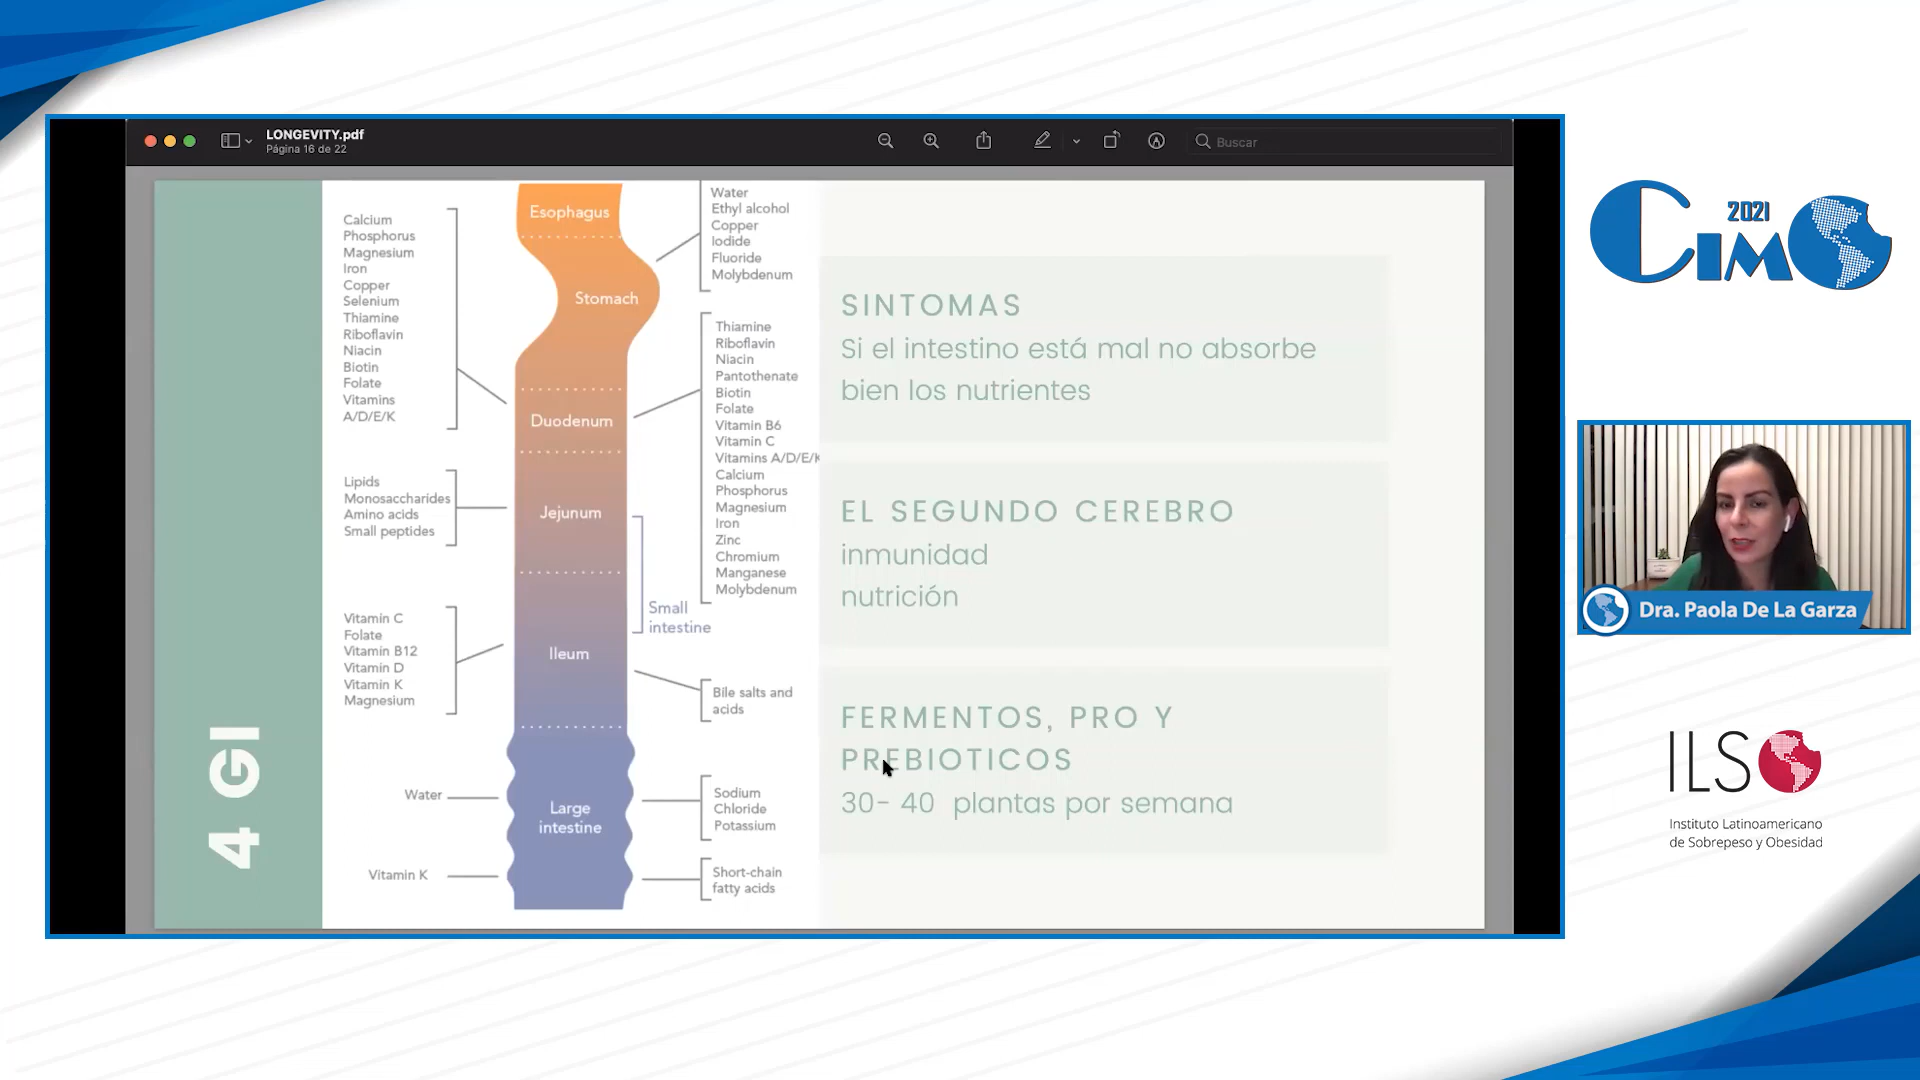 LONGEVITY.pdf
Página 16 de 22
Buscar
4 GI
Esophagus
Stomach
Duodenum
Jejunum
Ileum
Large
intestine
Small
intestine
Calcium
Phosphorus
Magnesium
Iron
Copper
Selenium
Thiamine
Riboflavin
Niacin
Biotin
Folate
Vitamins
A/D/E/K
Lipids
Monosaccharides
Amino acids
Small peptides
Vitamin C
Folate
Vitamin B12
Vitamin D
Vitamin K
Magnesium
Water
Vitamin K
Water
Ethyl alcohol
Copper
Iodide
Fluoride
Molybdenum
Thiamine
Riboflavin
Niacin
Pantothenate
Biotin
Folate
Vitamin B6
Vitamin C
Vitamins A/D/E/K
Calcium
Phosphorus
Magnesium
Iron
Zinc
Chromium
Manganese
Molybdenum
Bile salts and
acids
Sodium
Chloride
Potassium
Short-chain
fatty acids
SINTOMAS
Si el intestino está mal no absorbe
bien los nutrientes
EL SEGUNDO CEREBRO
inmunidad
nutrición
FERMENTOS, PRO Y
PREBIOTICOS
30- 40 plantas por semana
2021
CIMO
Dra. Paola De La Garza
ILSO
Instituto Latinoamericano
de Sobrepeso y Obesidad